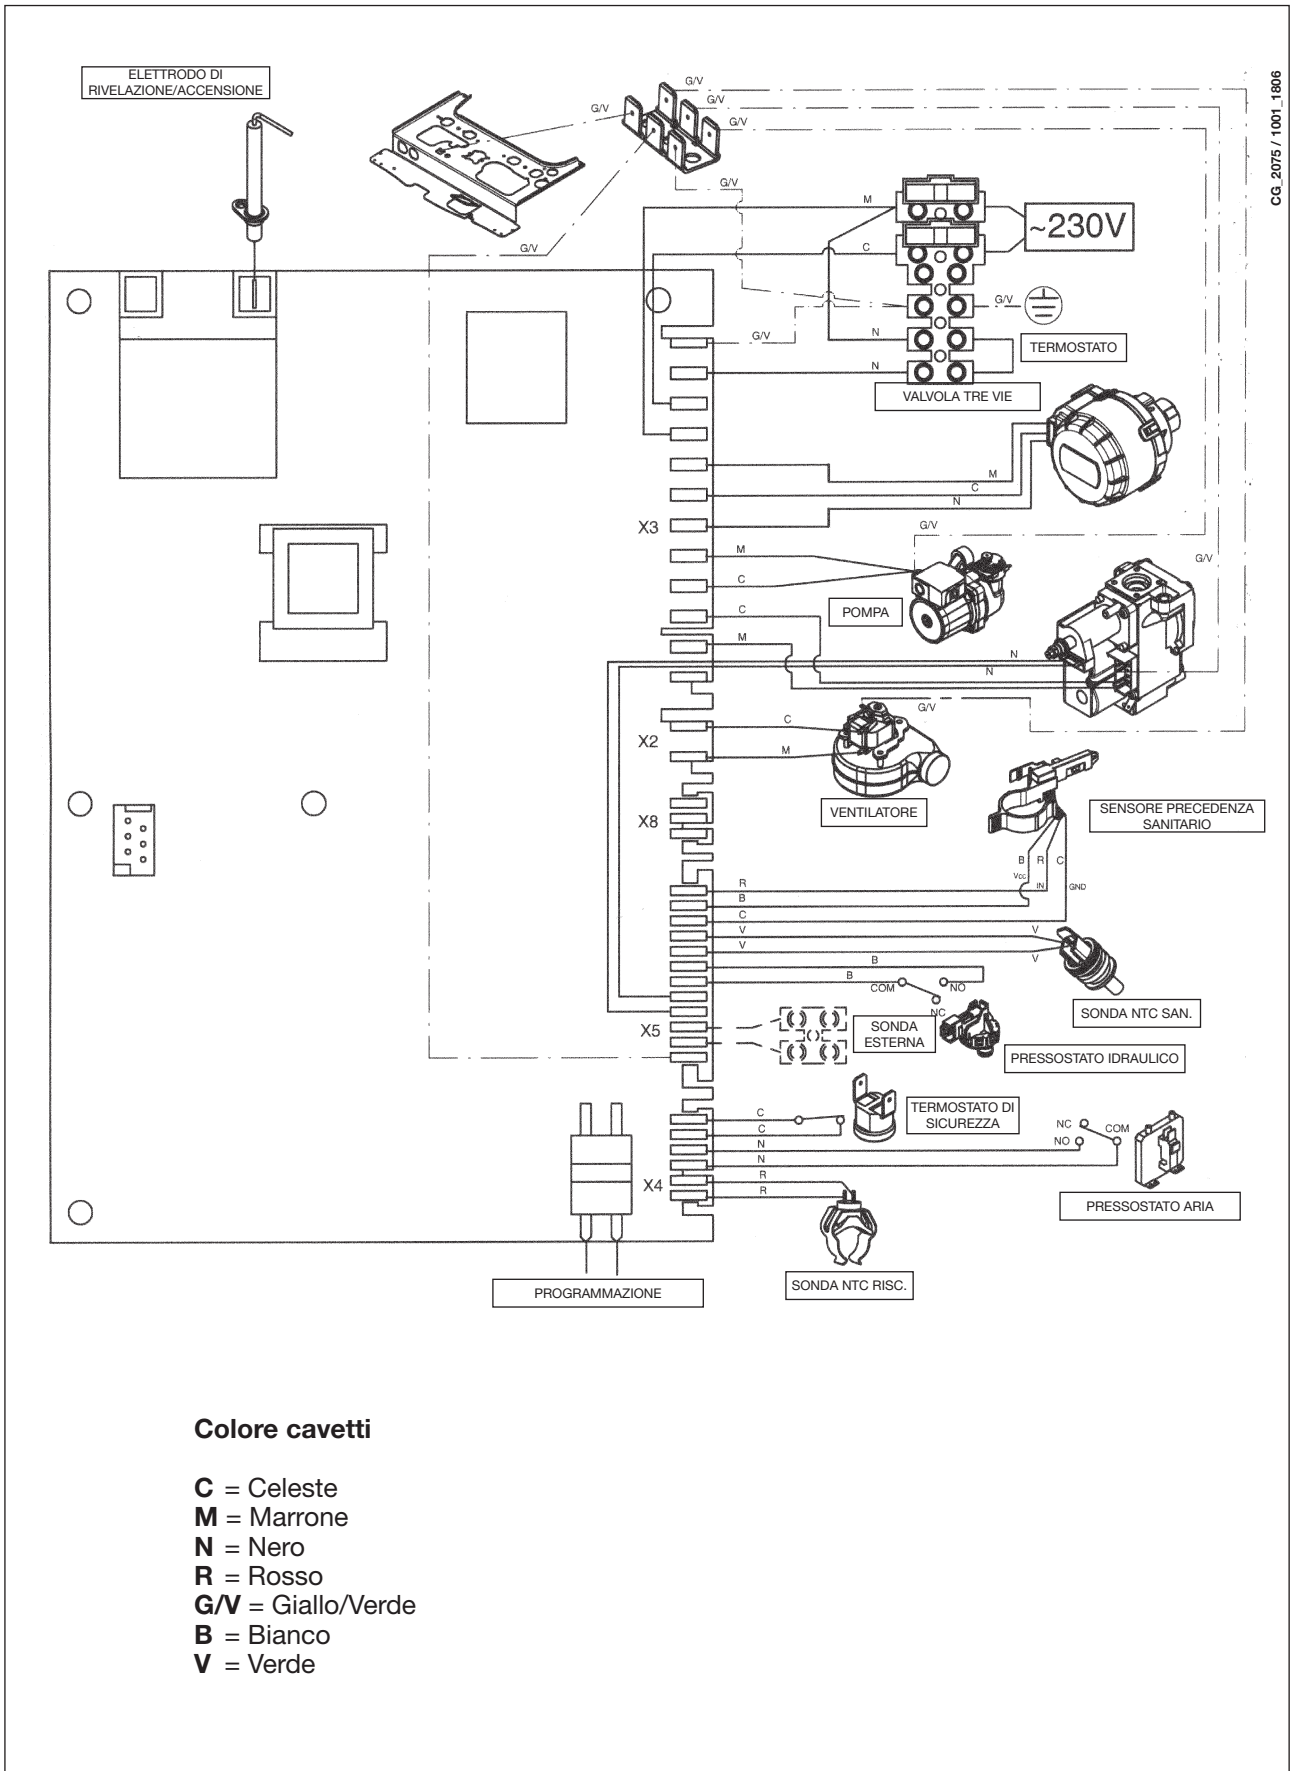 CG_2075 / 1001_1806
ELETTRODO DI
RIVELAZIONE/ACCENSIONE
G/V
G/V
G/V
G/V
G/V
G/V
M
C
~230V
G/V
G/V
N
N
TERMOSTATO
VALVOLA TRE VIE
M
C
N
X3
G/V
M
C
C
M
POMPA
G/V
N
N
G/V
X2
C
M
VENTILATORE
SENSORE PRECEDENZA
SANITARIO
X8
B
R
C
Vcc
IN
GND
R
B
C
V
V
V
V
B
B
COM
NO
NC
SONDA NTC SAN.
X5
SONDA
ESTERNA
PRESSOSTATO IDRAULICO
TERMOSTATO DI
SICUREZZA
C
C
N
N
R
R
NC
NO
COM
X4
PRESSOSTATO ARIA
SONDA NTC RISC.
PROGRAMMAZIONE
Colore cavetti
C = Celeste
M = Marrone
N = Nero
R = Rosso
G/V = Giallo/Verde
B = Bianco
V = Verde